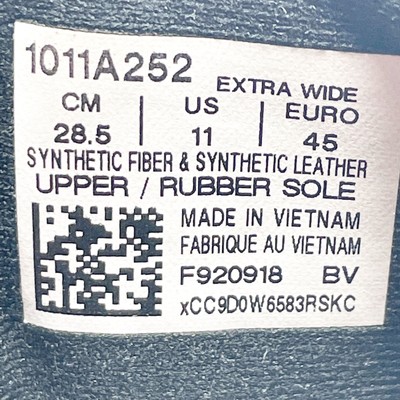 1011A252
EXTRA WIDE
CM | US | EURO
28.5 | 11 | 45
SYNTHETIC FIBER & SYNTHETIC LEATHER
UPPER / RUBBER SOLE
MADE IN VIETNAM
FABRIQUE AU VIETNAM
F920918 BV
xCC9D0W6583RSKC